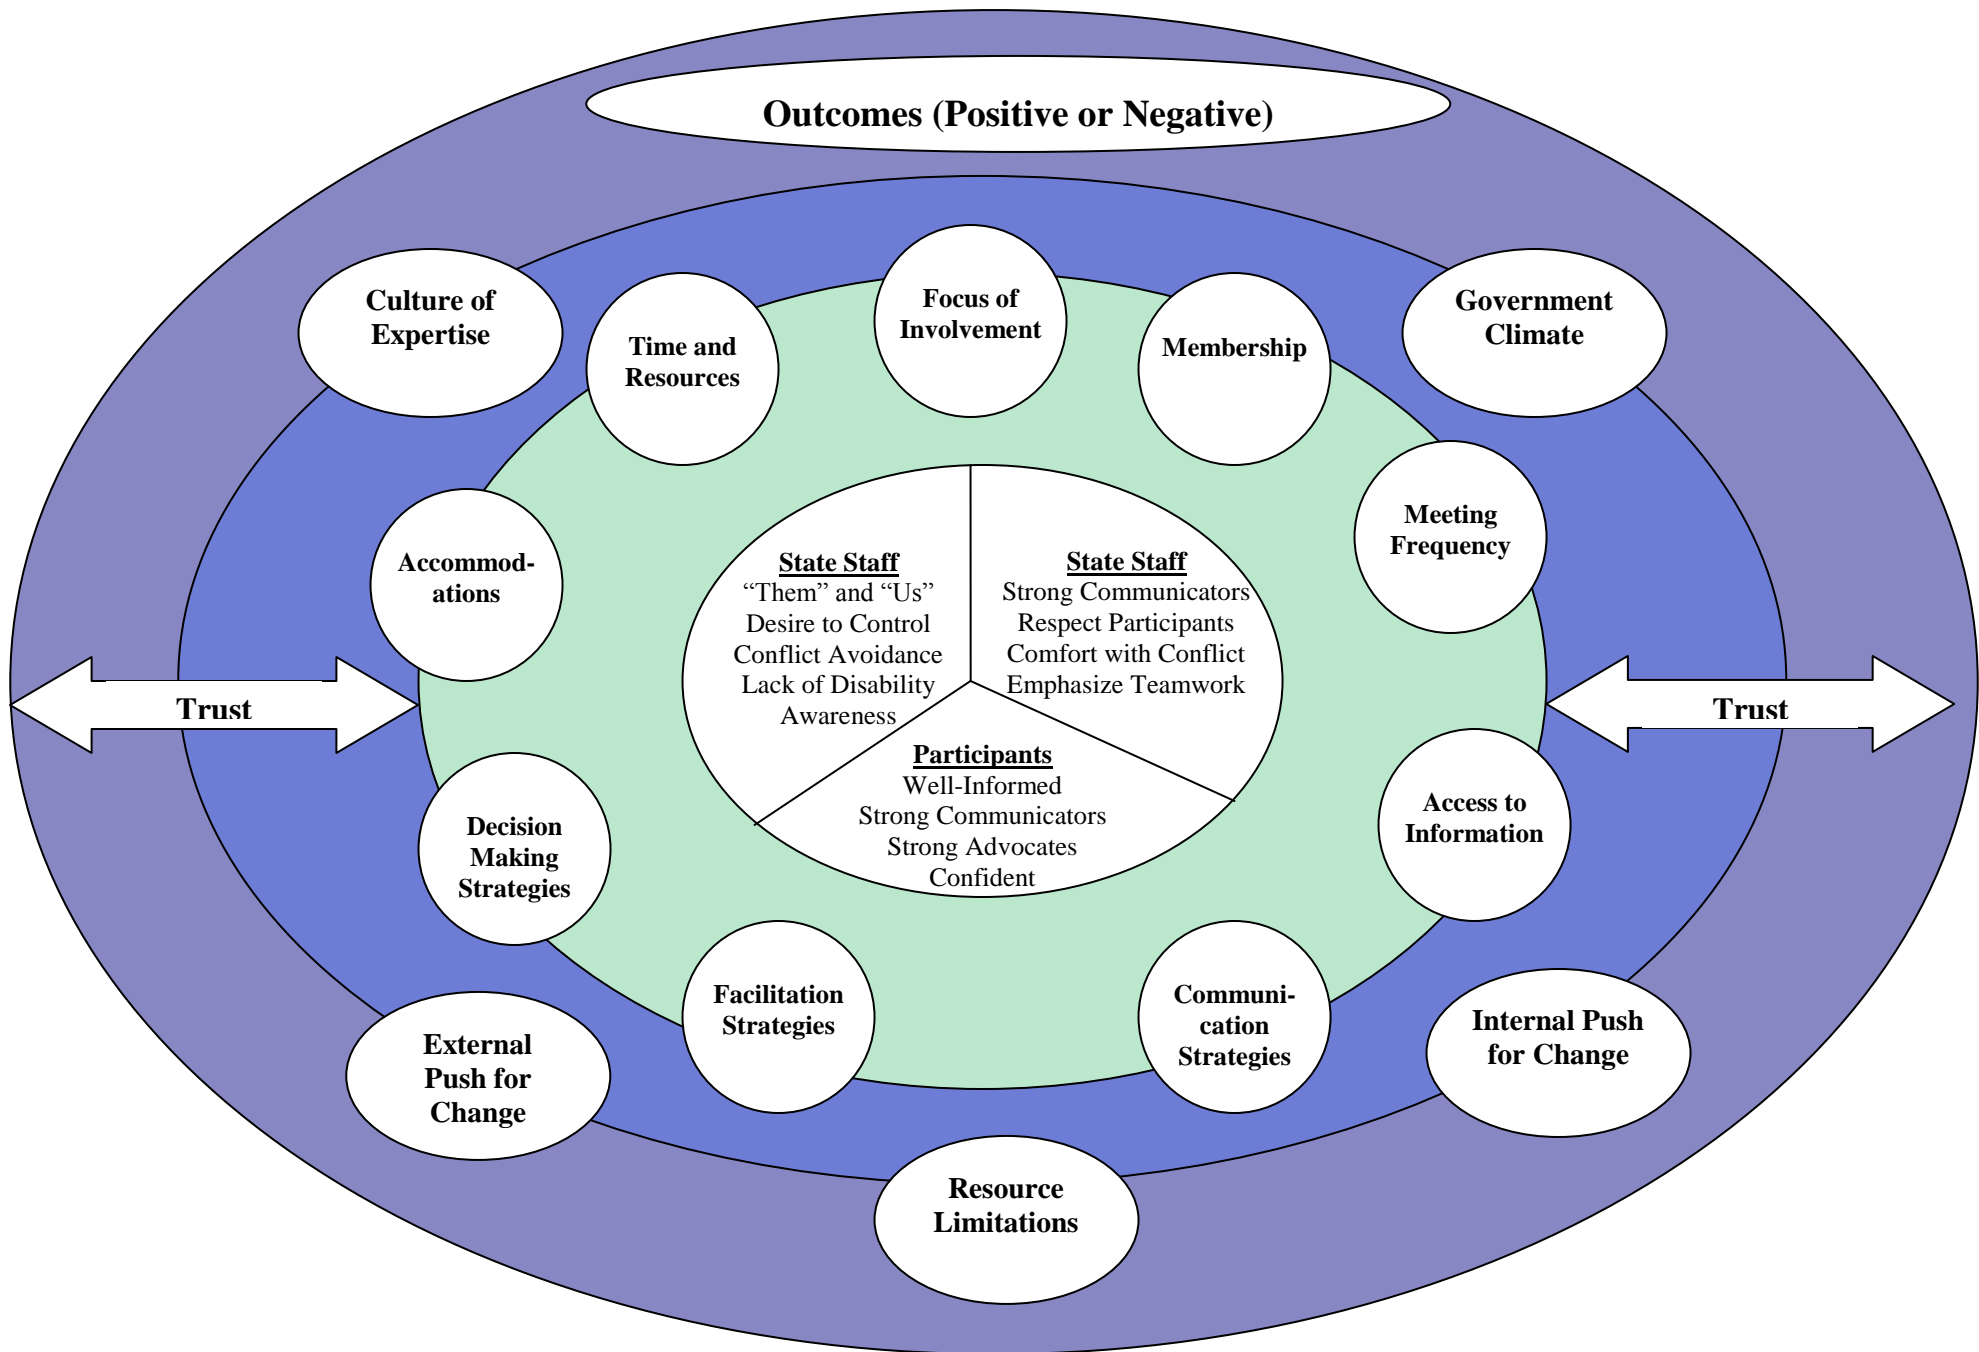 Outcomes (Positive or Negative)
Culture of
Expertise
Time and
Resources
Focus of
Involvement
Membership
Government
Climate
Accommod-
ations
Meeting
Frequency
State Staff
“Them” and “Us”
Desire to Control
Conflict Avoidance
Lack of Disability
Awareness
State Staff
Strong Communicators
Respect Participants
Comfort with Conflict
Emphasize Teamwork
Participants
Well-Informed
Strong Communicators
Strong Advocates
Confident
Trust
Trust
Decision
Making
Strategies
Access to
Information
Facilitation
Strategies
Communi-
cation
Strategies
External
Push for
Change
Internal Push
for Change
Resource
Limitations